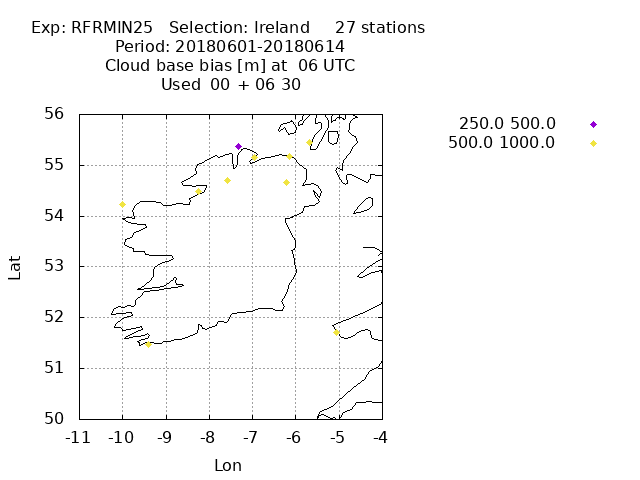 Exp: RFRMIN25   Selection: Ireland     27 stations
Period: 20180601-20180614
Cloud base bias [m] at  06 UTC
Used  00 + 06 30
250.0 500.0
500.0 1000.0
56
55
54
53
52
51
50
Lat
-11 -10 -9 -8 -7 -6 -5 -4
Lon